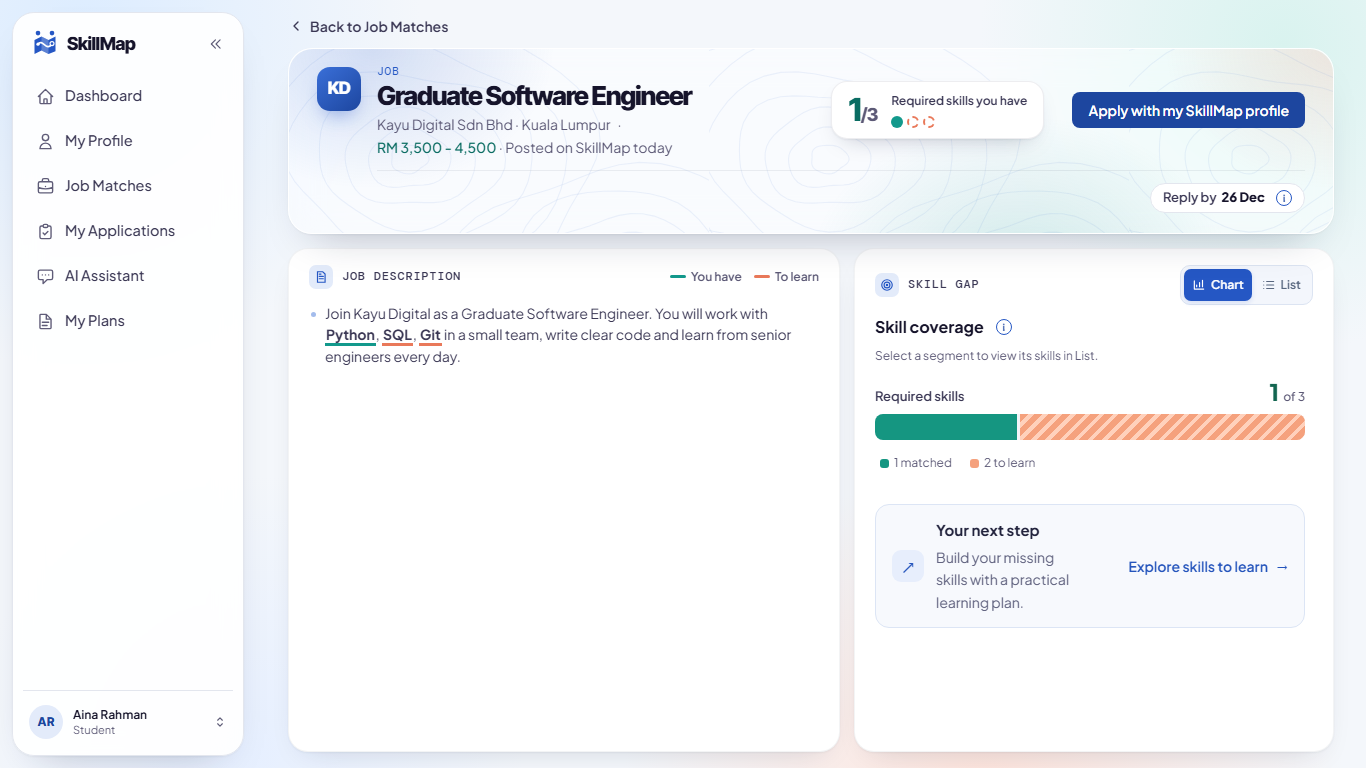 SkillMap
Dashboard
My Profile
Job Matches
My Applications
AI Assistant
My Plans
AR
Aina Rahman
Student
Back to Job Matches
KD
JOB
Graduate Software Engineer
Kayu Digital Sdn Bhd · Kuala Lumpur ·
RM 3,500 - 4,500 · Posted on SkillMap today
1/3
Required skills you have
Apply with my SkillMap profile
Reply by 26 Dec
JOB DESCRIPTION
You have
To learn
Join Kayu Digital as a Graduate Software Engineer. You will work with
Python, SQL, Git in a small team, write clear code and learn from senior
engineers every day.
SKILL GAP
Chart
List
Skill coverage
Select a segment to view its skills in List.
Required skills
1 of 3
1 matched
2 to learn
Your next step
Build your missing
skills with a practical
learning plan.
Explore skills to learn →